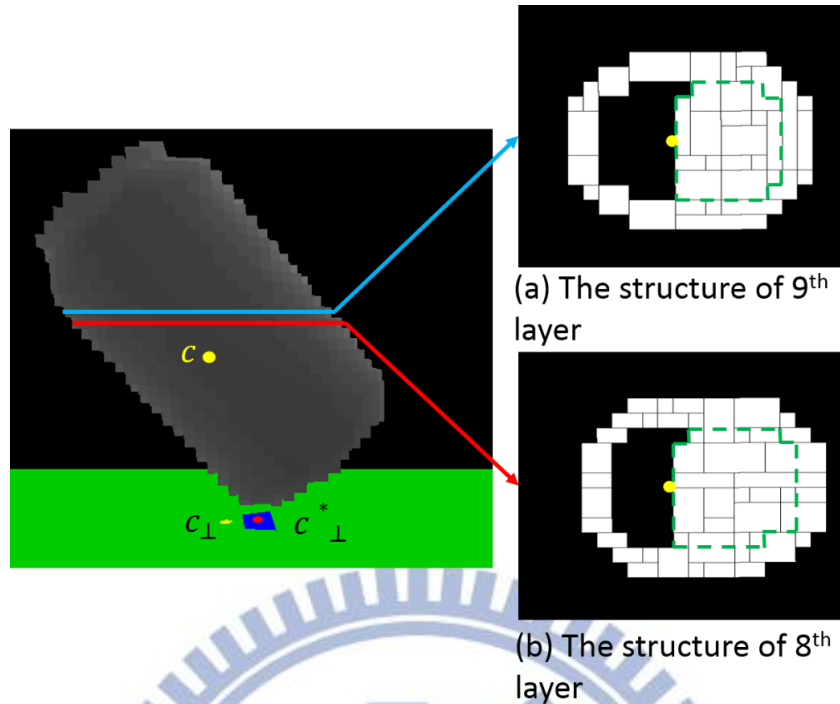 (a) The structure of 9th
layer
c
c⊥ c*⊥
(b) The structure of 8th
layer